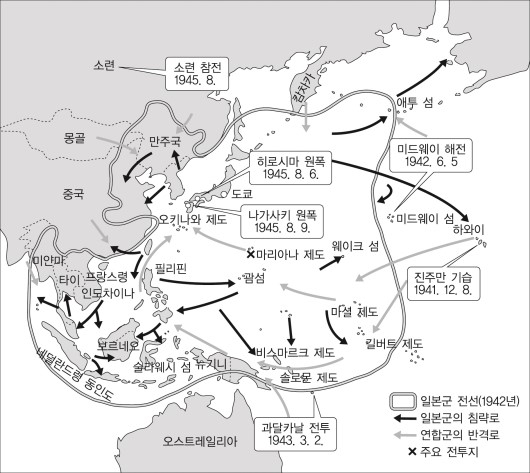 소련
소련 참전
1945. 8.
캄차카
애투 섬
몽골
만주국
미드웨이 해전
1942. 6. 5
히로시마 원폭
1945. 8. 6.
중국
도쿄
나가사키 원폭
1945. 8. 9.
오키나와 제도
미드웨이 섬
하와이
미얀마
타이
프랑스령
인도차이나
필리핀
마리아나 제도
웨이크 섬
괌섬
진주만 기습
1941. 12. 8.
마셜 제도
보르네오
길버트 제도
비스마르크 제도
네덜란드령 동인도
술라웨시 섬
뉴기니
솔로몬 제도
과달카날 전투
1943. 3. 2.
오스트레일리아
일본군 전선(1942년)
일본군의 침략로
연합군의 반격로
주요 전투지